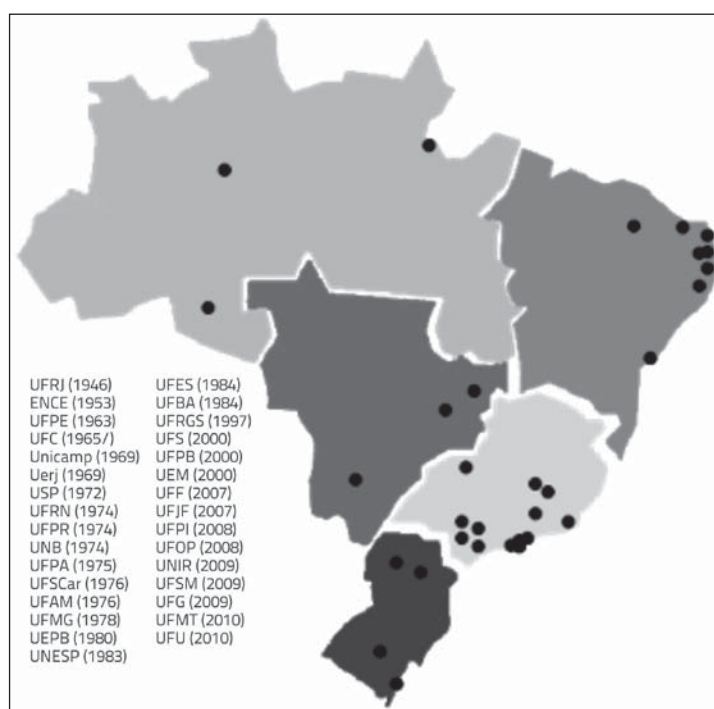 UFRJ (1946)
ENCE (1953)
UFPE (1963)
UFC (1965/)
Unicamp (1969)
Uerj (1969)
USP (1972)
UFRN (1974)
UFPR (1974)
UNB (1974)
UFPA (1975)
UFSCar (1976)
UFAM (1976)
UFMG (1978)
UEPB (1980)
UNESP (1983)
UFES (1984)
UFBA (1984)
UFRGS (1997)
UFS (2000)
UFPB (2000)
UEM (2000)
UFF (2007)
UFJF (2007)
UFPI (2008)
UFOP (2008)
UNIR (2009)
UFSM (2009)
UFG (2009)
UFMT (2010)
UFU (2010)